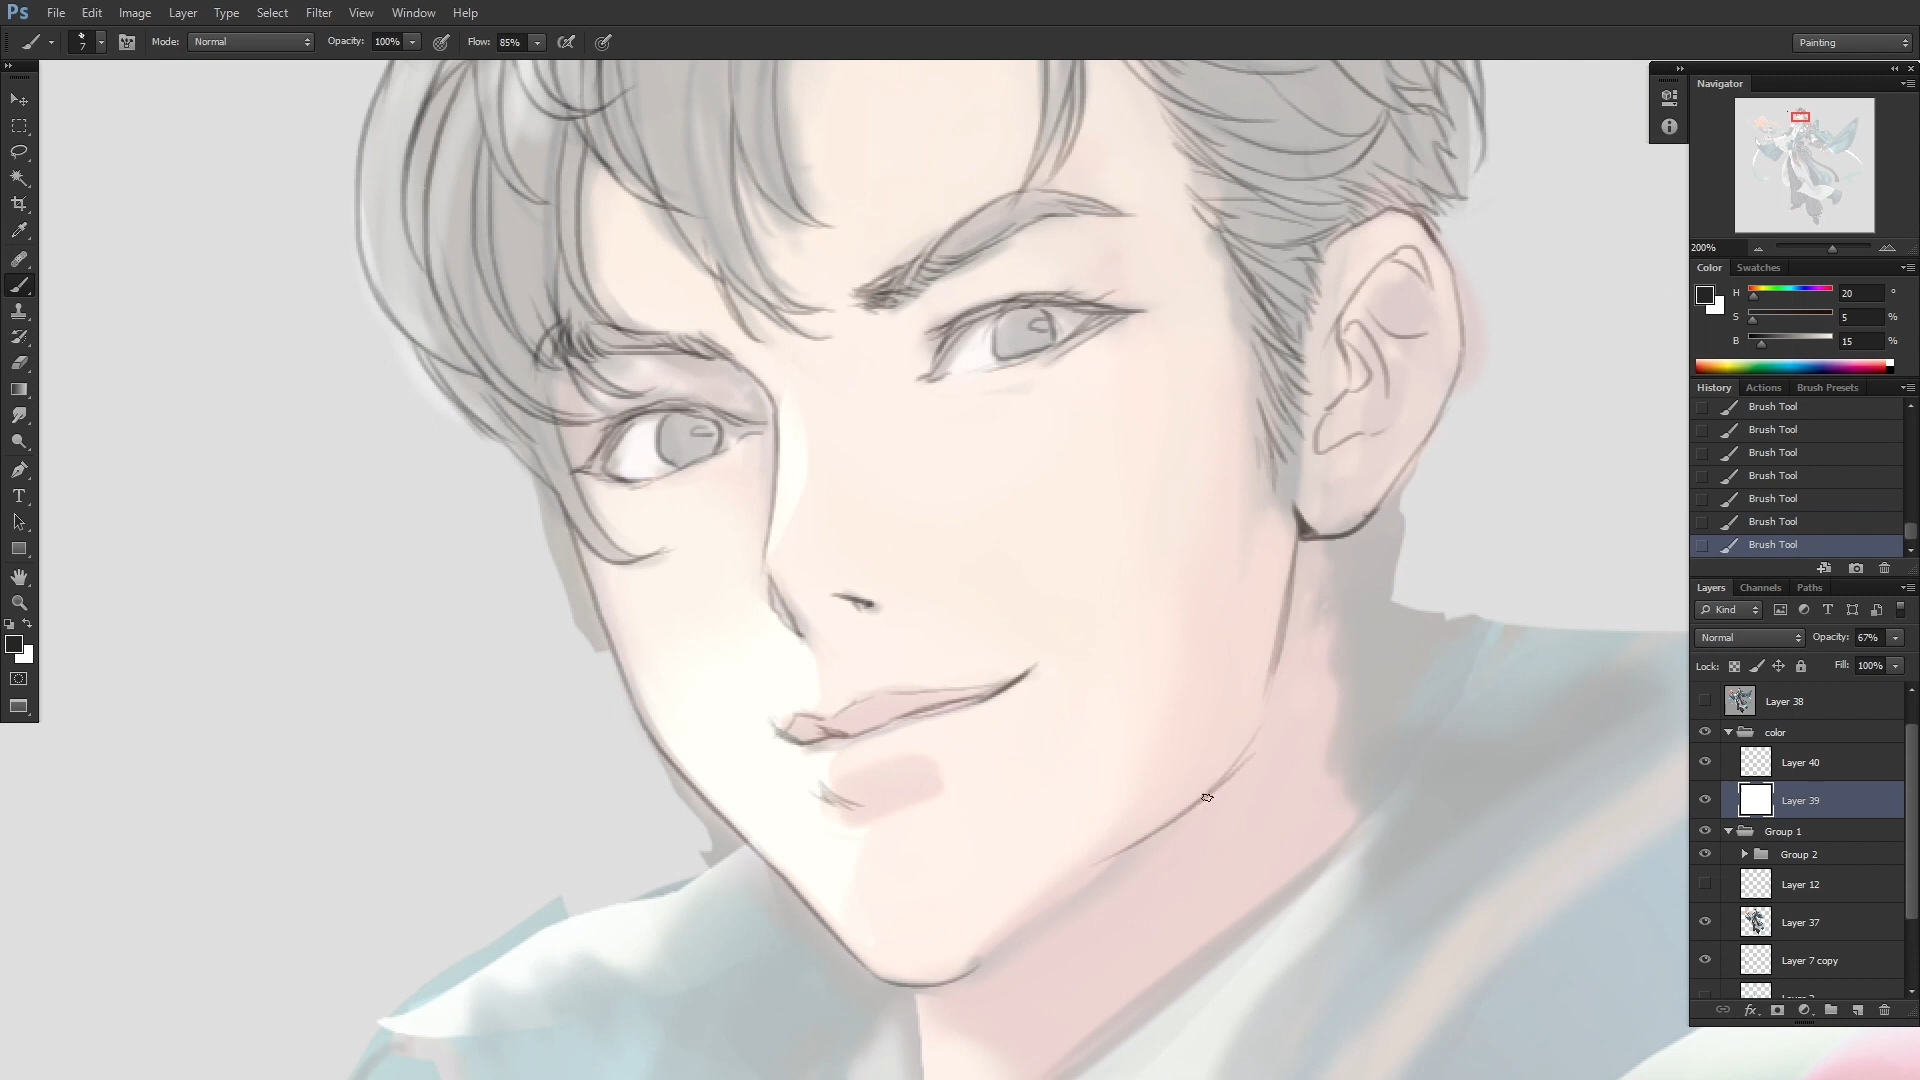 Ps File Edit Image Layer Type Select Filter View Window Help
7 Mode: Normal Opacity: 100% Flow: 85% Painting
Navigator
200%
Color Swatches
H 20 °
S 5 %
B 15 %
History Actions Brush Presets
Brush Tool
Brush Tool
Brush Tool
Brush Tool
Brush Tool
Brush Tool
Brush Tool
Layers Channels Paths
Kind
Normal Opacity: 67%
Lock: Fill: 100%
Layer 38
color
Layer 40
Layer 39
Group 1
Group 2
Layer 12
Layer 37
Layer 7 copy